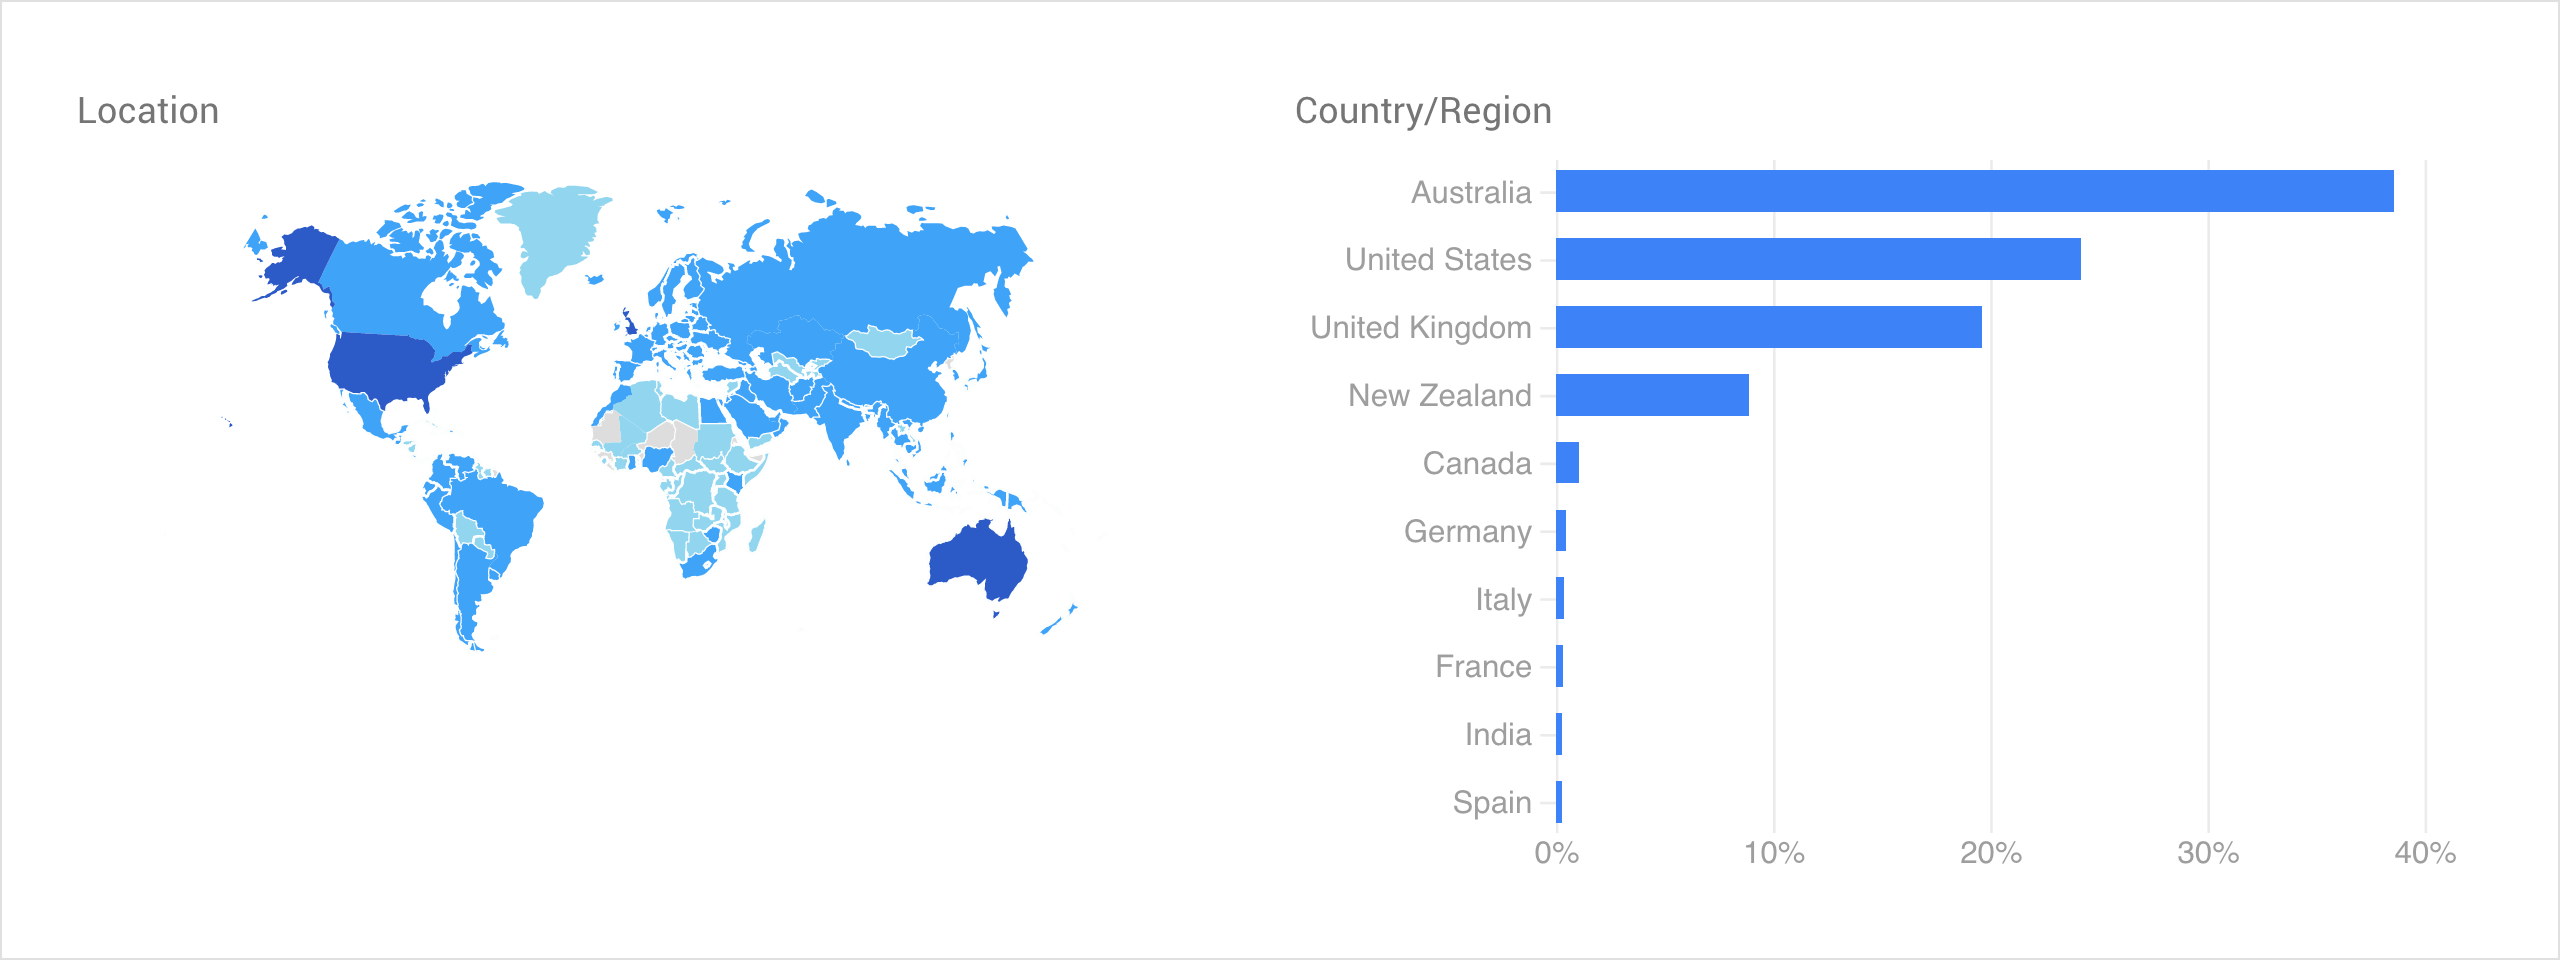 Location
Country/Region
Australia
United States
United Kingdom
New Zealand
Canada
Germany
Italy
France
India
Spain
0% 10% 20% 30% 40%